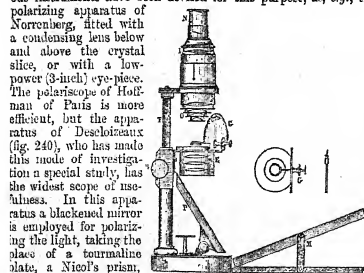 polarizing apparatus of
Norrenberg, fitted with
a condensing lens below
and above the crystal
slice, or with a low-
power (3-inch) eye-piece.
The polariscope of Hoff-
man of Paris is more
efficient, but the appa-
ratus of Descloizeaux
(fig. 240), who has made
this mode of investiga-
tion a special study, has
the widest scope of use-
fulness. In this appa-
ratus a blackened mirror
is employed for polariz-
ing the light, taking the
place of a tourmaline
plate, a Nicol's prism,
N
T
G
E
G
P
H